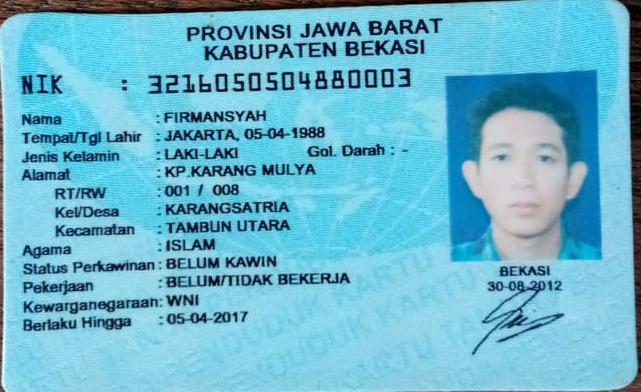 PROVINSI JAWA BARAT
KABUPATEN BEKASI
NIK : 3216050504880003
Nama : FIRMANSYAH
Tempat/Tgl Lahir : JAKARTA, 05-04-1988
Jenis Kelamin : LAKI-LAKI Gol. Darah : -
Alamat : KP.KARANG MULYA
RT/RW : 001 / 008
Kel/Desa : KARANGSATRIA
Kecamatan : TAMBUN UTARA
Agama : ISLAM
Status Perkawinan : BELUM KAWIN
Pekerjaan : BELUM/TIDAK BEKERJA
Kewarganegaraan : WNI
Berlaku Hingga : 05-04-2017
BEKASI
30-08-2012